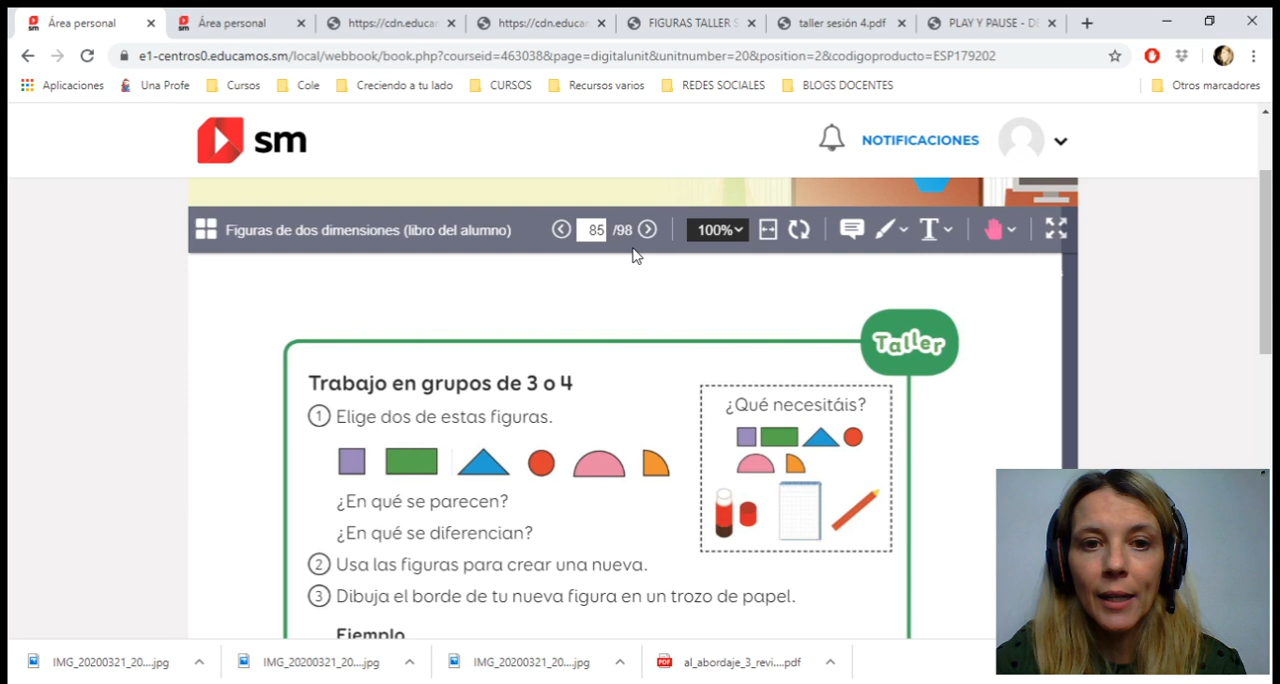 Área personal
Área personal
https://cdn.educa
https://cdn.educa
FIGURAS TALLER S
taller sesión 4.pdf
PLAY Y PAUSE - DE
e1-centros0.educamos.sm/local/webbook/book.php?courseid=463038&page=digitalunit&unitnumber=20&position=2&codigoproducto=ESP179202
Aplicaciones
Una Profe
Cursos
Cole
Creciendo a tu lado
CURSOS
Recursos varios
REDES SOCIALES
BLOGS DOCENTES
Otros marcadores
sm
NOTIFICACIONES
Figuras de dos dimensiones (libro del alumno)
85 /98
100%
T
Taller
Trabajo en grupos de 3 o 4
1 Elige dos de estas figuras.
¿En qué se parecen?
¿En qué se diferencian?
2 Usa las figuras para crear una nueva.
3 Dibuja el borde de tu nueva figura en un trozo de papel.
Ejemplo
¿Qué necesitáis?
IMG_20200321_20....jpg
IMG_20200321_20....jpg
IMG_20200321_20....jpg
PDF
al_abordaje_3_revi....pdf